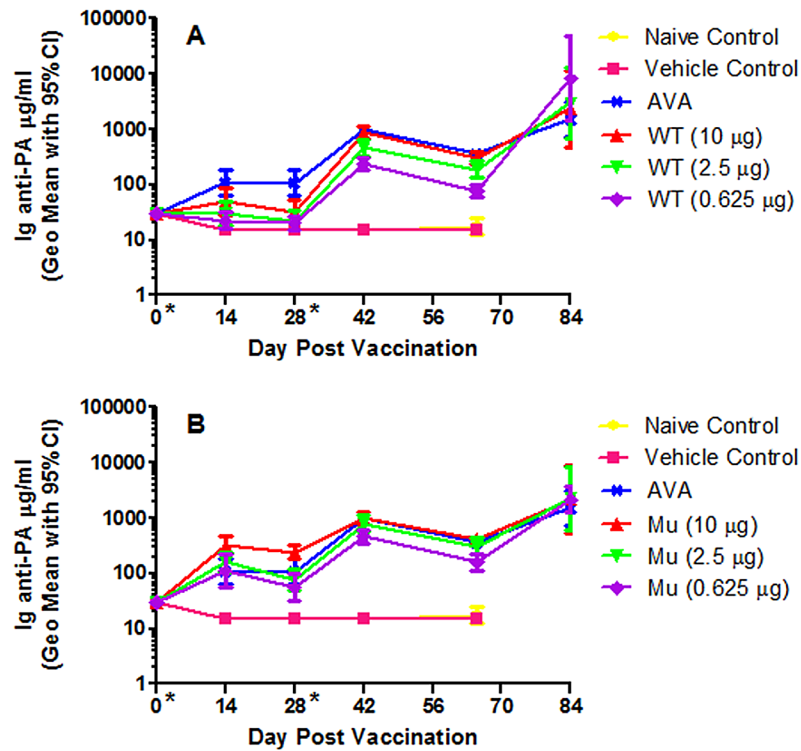 A
Ig anti-PA µg/ml
(Geo Mean with 95%CI)
100000
10000
1000
100
10
1
0* 14 28* 42 56 70 84
Day Post Vaccination
Naive Control
Vehicle Control
AVA
WT (10 µg)
WT (2.5 µg)
WT (0.625 µg)
B
Ig anti-PA µg/ml
(Geo Mean with 95%CI)
100000
10000
1000
100
10
1
0* 14 28* 42 56 70 84
Day Post Vaccination
Naive Control
Vehicle Control
AVA
Mu (10 µg)
Mu (2.5 µg)
Mu (0.625 µg)